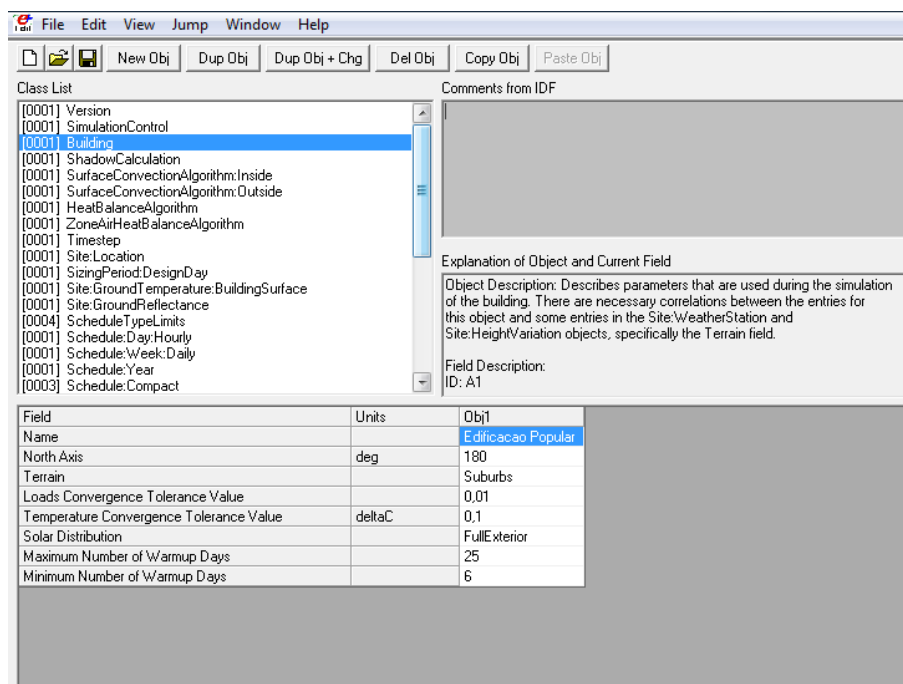 File Edit View Jump Window Help
New Obj Dup Obj Dup Obj + Chg Del Obj Copy Obj Paste Obj
Class List
[0001] Version
[0001] SimulationControl
[0001] Building
[0001] ShadowCalculation
[0001] SurfaceConvectionAlgorithm:Inside
[0001] SurfaceConvectionAlgorithm:Outside
[0001] HeatBalanceAlgorithm
[0001] ZoneAirHeatBalanceAlgorithm
[0001] Timestep
[0001] Site:Location
[0001] SizingPeriod:DesignDay
[0001] Site:GroundTemperature:BuildingSurface
[0001] Site:GroundReflectance
[0004] ScheduleTypeLimits
[0001] Schedule:Day:Hourly
[0001] Schedule:Week:Daily
[0001] Schedule:Year
[0003] Schedule:Compact
Comments from IDF
Explanation of Object and Current Field
Object Description: Describes parameters that are used during the simulation
of the building. There are necessary correlations between the entries for
this object and some entries in the Site:WeatherStation and
Site:HeightVariation objects, specifically the Terrain field.
Field Description:
ID: A1
Field Units Obj1
Name Edificacao Popular
North Axis deg 180
Terrain Suburbs
Loads Convergence Tolerance Value 0,01
Temperature Convergence Tolerance Value deltaC 0,1
Solar Distribution FullExterior
Maximum Number of Warmup Days 25
Minimum Number of Warmup Days 6